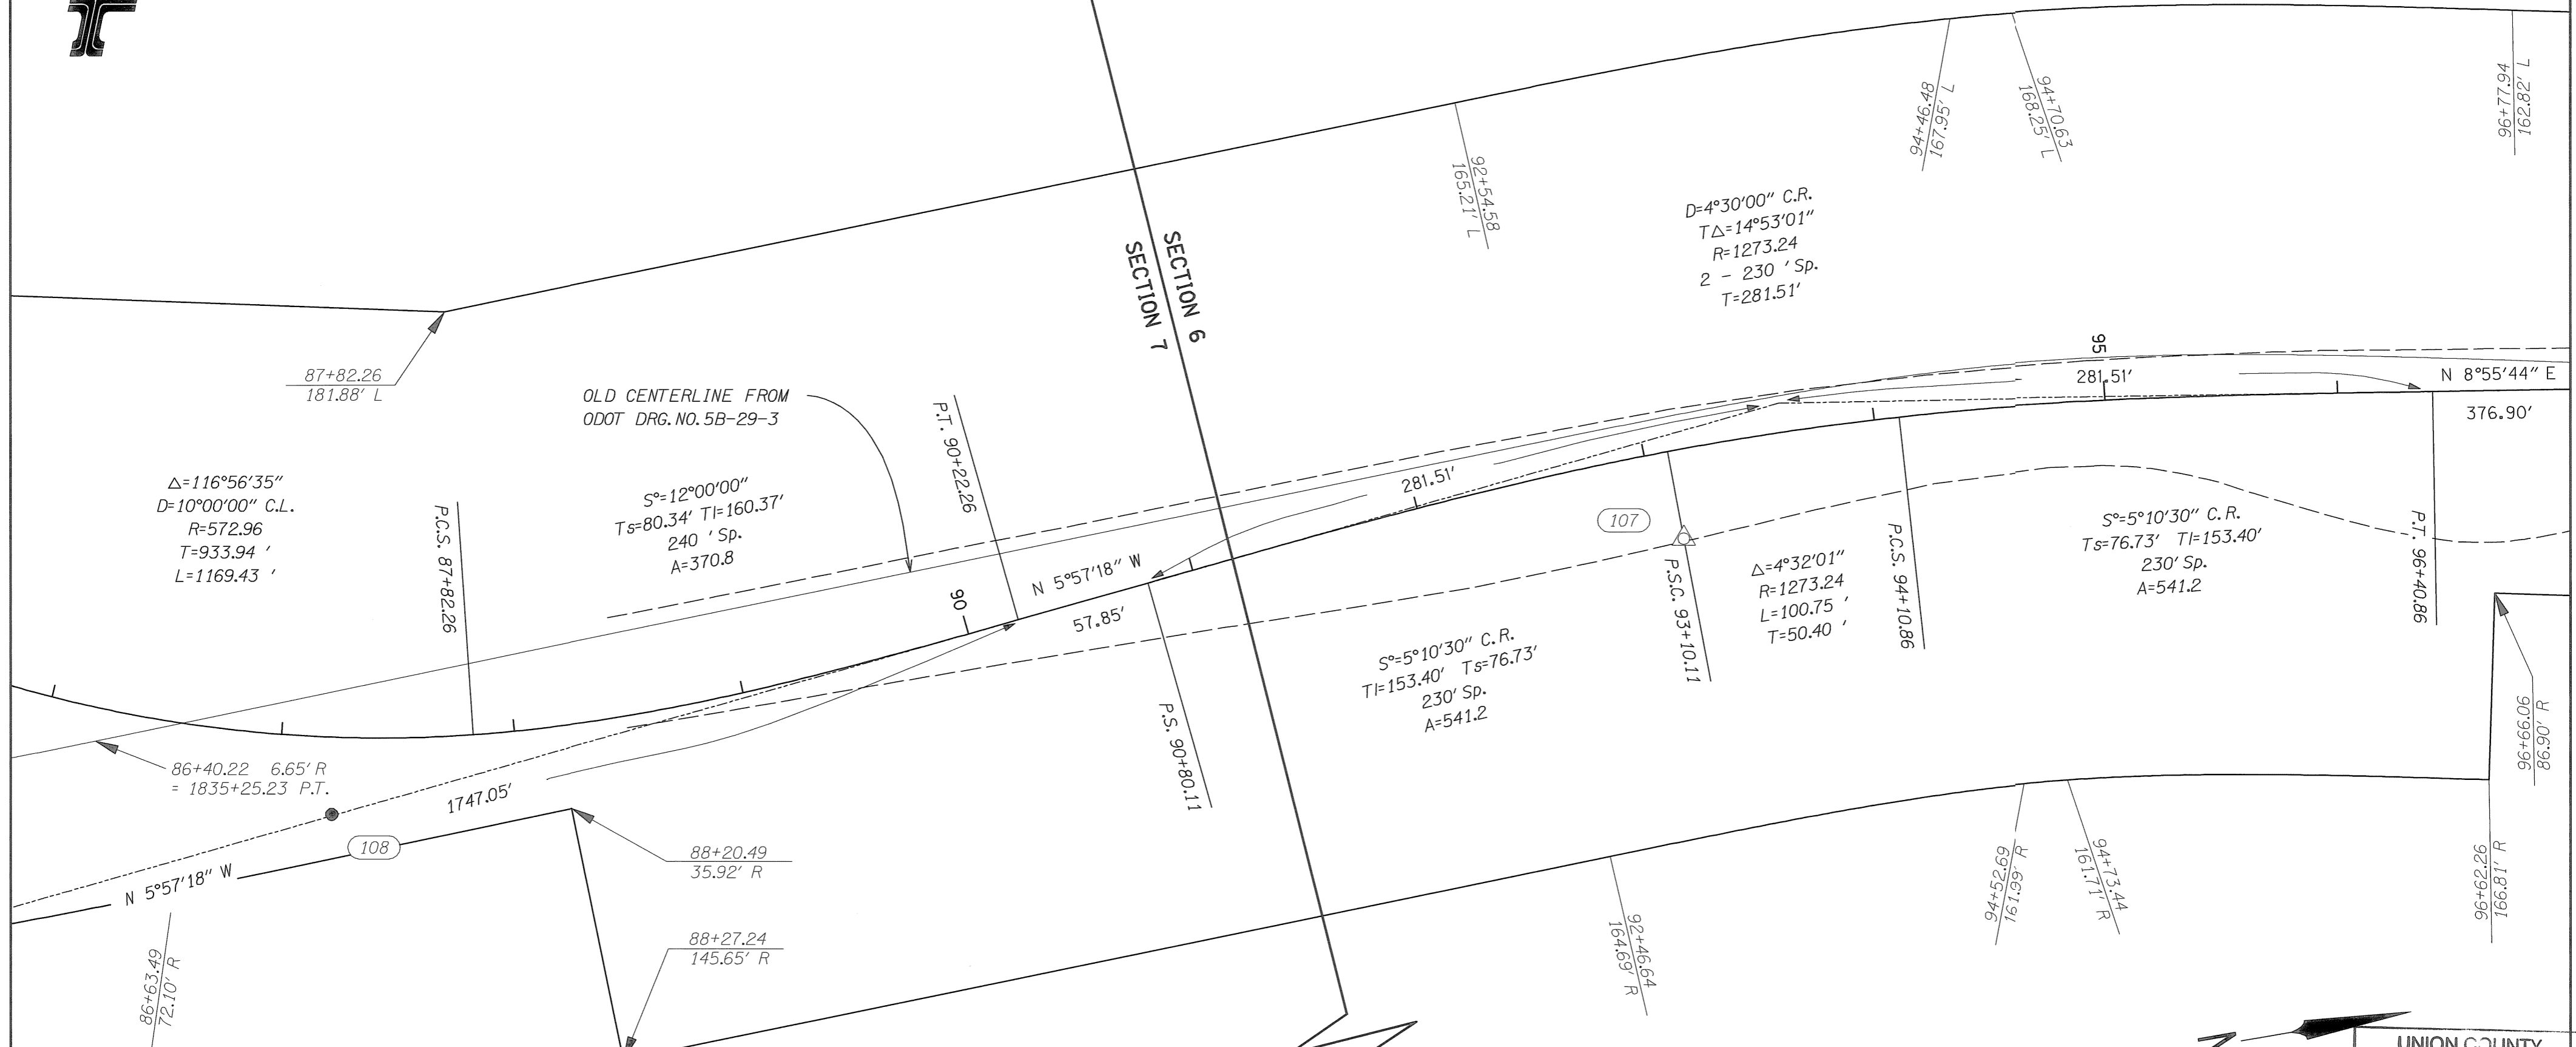 94+46.48
167.95' L
94+70.63
168.25' L
96+77.94
162.82' L
92+54.58
165.21' L
D=4°30'00" C.R.
T△=14°53'01"
R=1273.24
2 - 230 ' Sp.
T=281.51'
SECTION 6
SECTION 7
87+82.26
181.88' L
OLD CENTERLINE FROM
ODOT DRG.NO.5B-29-3
95
281.51'
N 8°55'44" E
376.90'
△=116°56'35"
D=10°00'00" C.L.
R=572.96
T=933.94 '
L=1169.43 '
P.C.S. 87+82.26
S°=12°00'00"
Ts=80.34' Tl=160.37'
240 ' Sp.
A=370.8
P.T. 90+22.26
90
N 5°57'18" W
57.85'
281.51'
107
P.S. 90+80.11
S°=5°10'30" C.R.
Tl=153.40' Ts=76.73'
230' Sp.
A=541.2
P.S.C. 93+10.11
△=4°32'01"
R=1273.24
L=100.75 '
T=50.40 '
P.C.S. 94+10.86
S°=5°10'30" C.R.
Ts=76.73' Tl=153.40'
230' Sp.
A=541.2
P.T. 96+40.86
96+66.06
86.90' R
86+40.22 6.65' R
= 1835+25.23 P.T.
1747.05'
108
N 5°57'18" W
88+20.49
35.92' R
88+27.24
145.65' R
86+63.49
72.10' R
92+46.64
164.69' R
94+52.69
161.99' R
94+73.44
161.71' R
96+62.26
166.81' R
UNION COUNTY